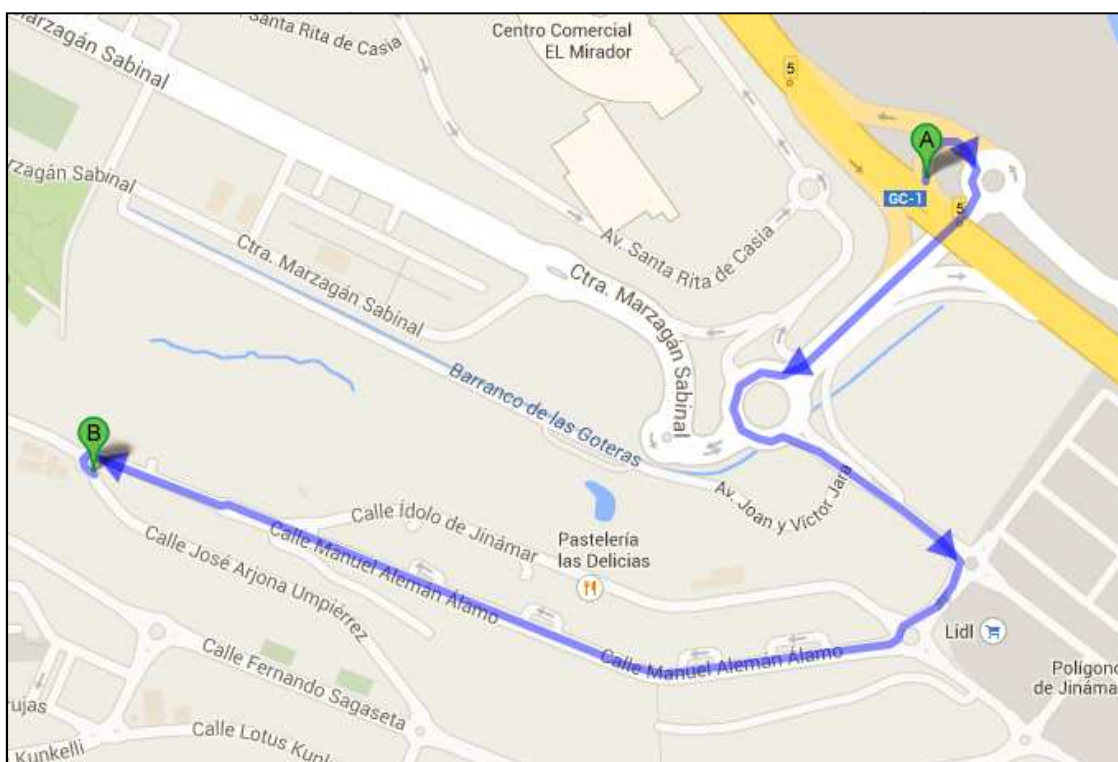 Marzagán Sabinal
Santa Rita de Casia
Centro Comercial
EL Mirador
5
A
GC-1
5
Marzagán Sabinal
Av. Santa Rita de Casia
Ctra. Marzagán Sabinal
Ctra. Marzagán Sabinal
Barranco de las Goteras
B
Av. Joan y Víctor Jara
Calle Ídolo de Jinámar
Pastelería
las Delicias
Calle Manuel Alemán Álamo
Calle José Arjona Umpiérrez
Calle Manuel Alemán Álamo
Lidl
Calle Fernando Sagaseta
Polígono
de Jinámar
rujas
Calle Lotus Kunk
Kunkelli